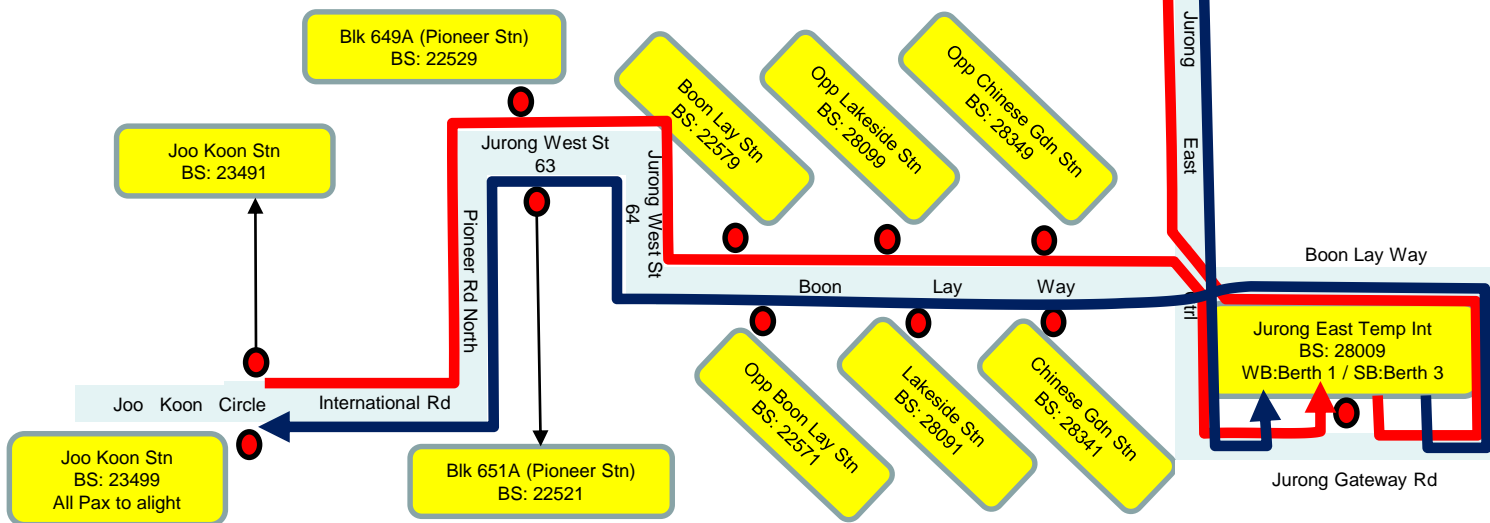 Jurong
East
Ctrl
Blk 649A (Pioneer Stn)
BS: 22529
Boon Lay Stn
BS: 22579
Opp Lakeside Stn
BS: 28099
Opp Chinese Gdn Stn
BS: 28349
Joo Koon Stn
BS: 23491
Jurong West St
63
Jurong West St
64
Pioneer Rd North
Boon Lay Way
Boon Lay Way
Jurong East Temp Int
BS: 28009
WB:Berth 1 / SB:Berth 3
Joo Koon Circle
International Rd
Joo Koon Stn
BS: 23499
All Pax to alight
Blk 651A (Pioneer Stn)
BS: 22521
Opp Boon Lay Stn
BS: 22571
Lakeside Stn
BS: 28091
Chinese Gdn Stn
BS: 28341
Jurong Gateway Rd